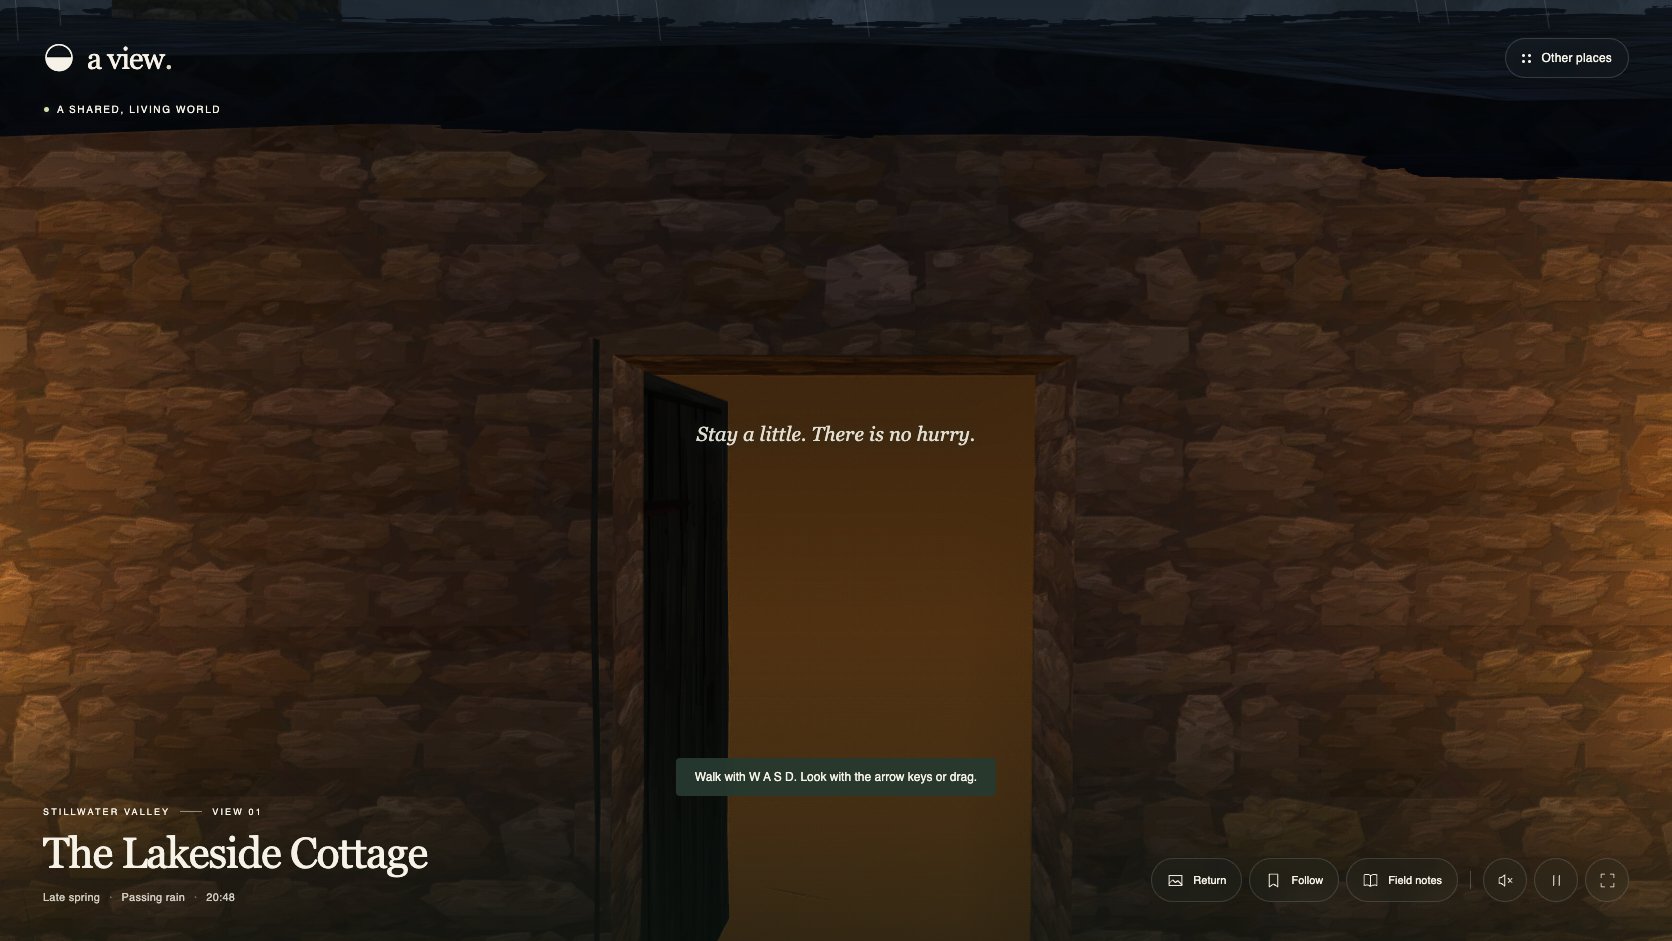 a view.
Other places
A SHARED, LIVING WORLD
Stay a little. There is no hurry.
Walk with W A S D. Look with the arrow keys or drag.
STILLWATER VALLEY — VIEW 01
The Lakeside Cottage
Late spring · Passing rain · 20:48
Return
Follow
Field notes